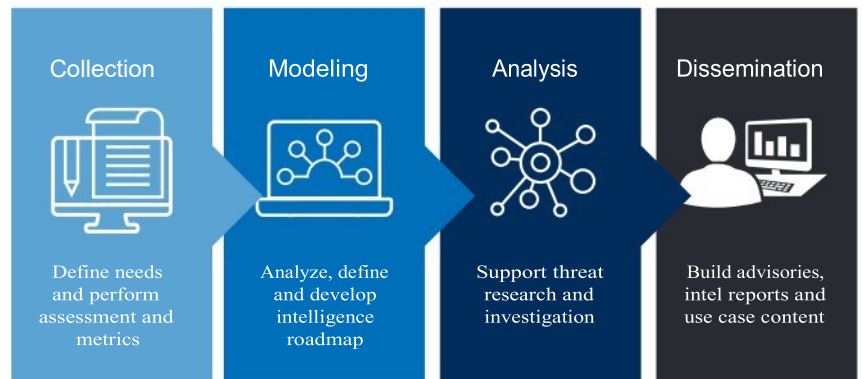 Collection
Define needs
and perform
assessment and
metrics
Modeling
Analyze, define
and develop
intelligence
roadmap
Analysis
Support threat
research and
investigation
Dissemination
Build advisories,
intel reports and
use case content